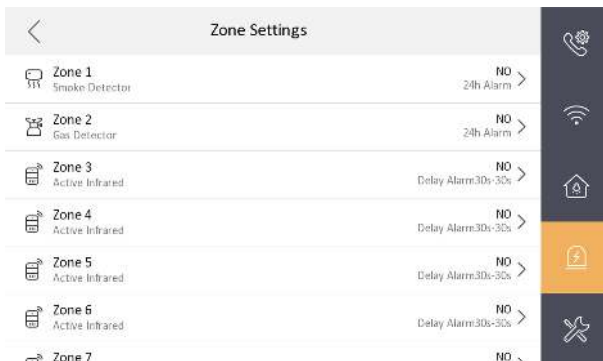 Zone Settings
Zone 1
NO
Smoke Detector
24h Alarm
Zone 2
NO
Gas Detector
24h Alarm
Zone 3
NO
Active Infrared
Delay Alarm30s-30s
Zone 4
NO
Active Infrared
Delay Alarm30s-30s
Zone 5
NO
Active Infrared
Delay Alarm30s-30s
Zone 6
NO
Active Infrared
Delay Alarm30s-30s
Zone 7
NO